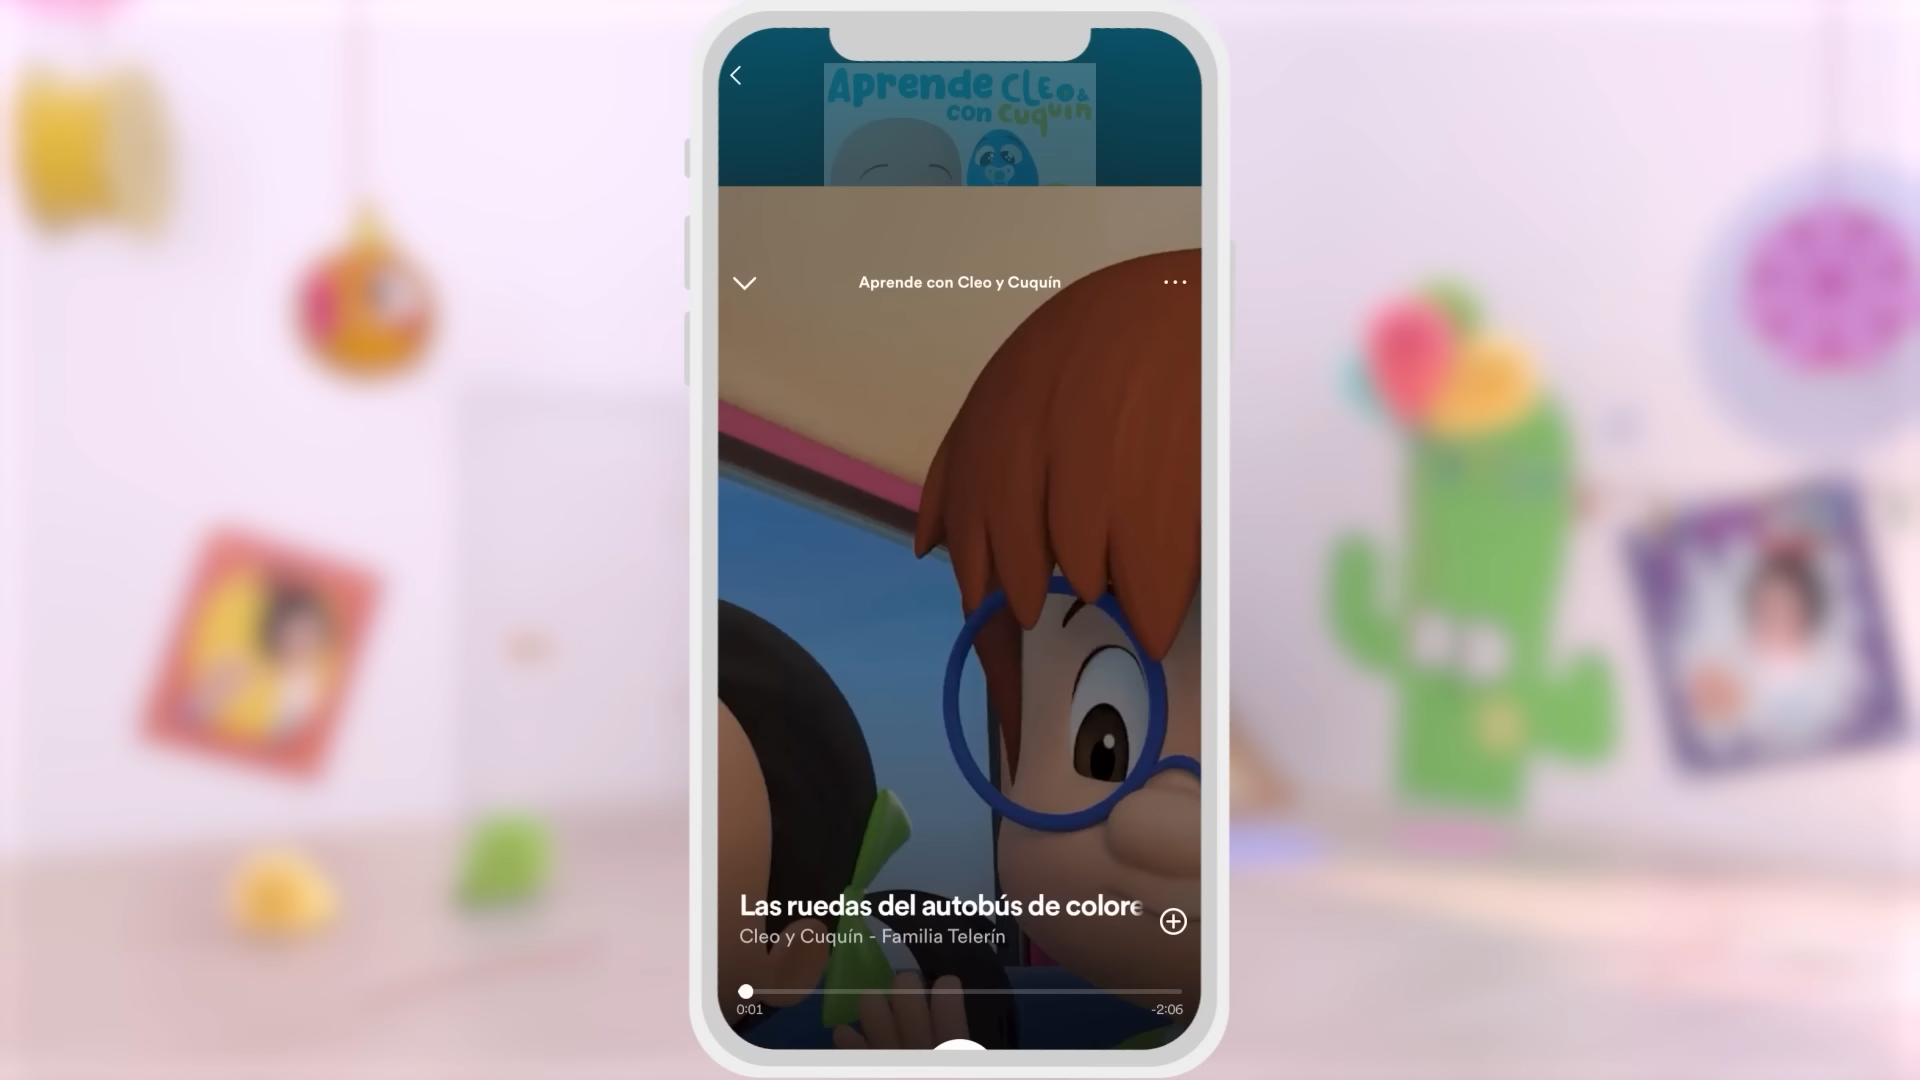 Aprende CLEO &
con cuquín
Aprende con Cleo y Cuquín
Las ruedas del autobús de colore
Cleo y Cuquín - Familia Telerín
0:01
-2:06